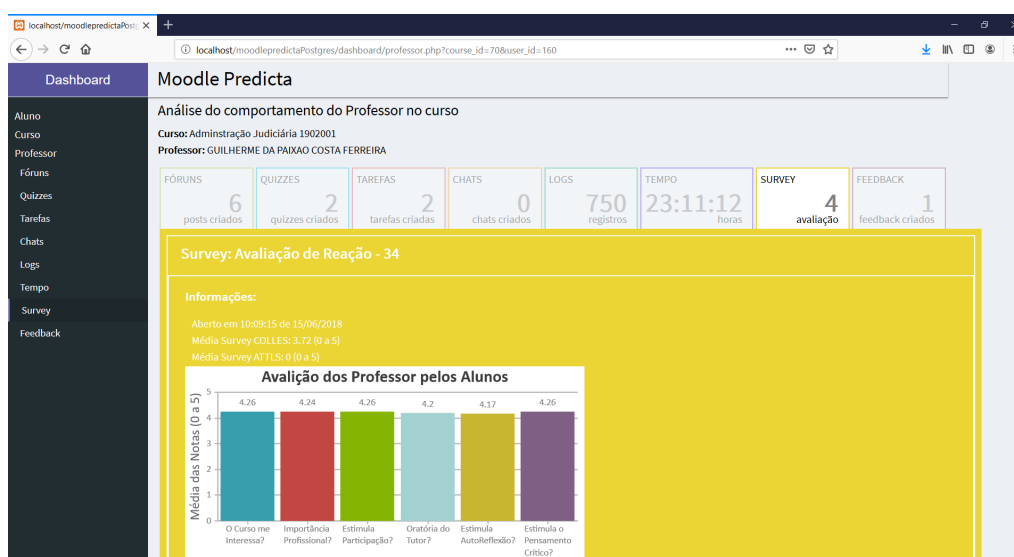 localhost/moodlepredictaPostg
localhost/moodlepredictaPostgres/dashboard/professor.php?course_id=70&user_id=160
Dashboard
Moodle Predicta
Aluno
Curso
Professor
Fóruns
Quizzes
Tarefas
Chats
Logs
Tempo
Survey
Feedback
Análise do comportamento do Professor no curso
Curso: Adminstração Judiciária 1902001
Professor: GUILHERME DA PAIXAO COSTA FERREIRA
FÓRUNS
6
posts criados
QUIZZES
2
quizzes criados
TAREFAS
2
tarefas criadas
CHATS
0
chats criados
LOGS
750
registros
TEMPO
23:11:12
horas
SURVEY
4
avaliação
FEEDBACK
1
feedback criados
Survey: Avaliação de Reação - 34
Informações:
Aberto em 10:09:15 de 15/06/2018
Média Survey COLLES: 3.72 (0 a 5)
Média Survey ATTLS: 0 (0 a 5)
Avalição dos Professor pelos Alunos
Média das Notas (0 a 5)
5
4
3
2
1
0
4.26
4.24
4.26
4.2
4.17
4.26
O Curso me
Interessa?
Importância
Profissional?
Estimula
Participação?
Oratória do
Tutor?
Estimula
AutoReflexão?
Estimula o
Pensamento
Crítico?